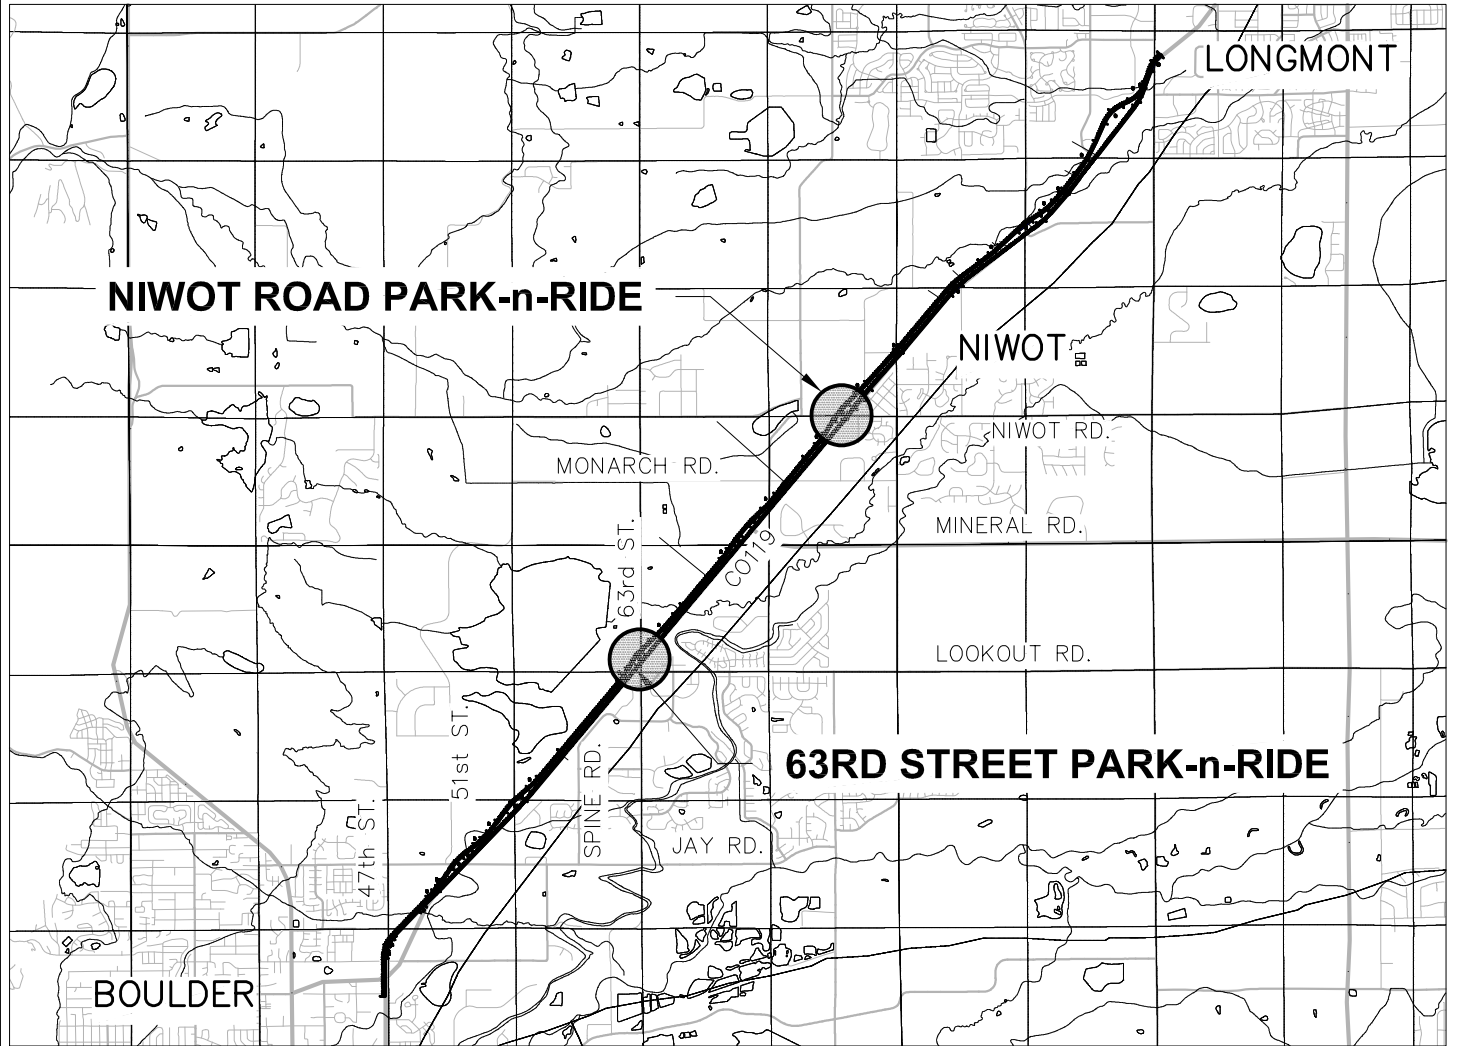 LONGMONT
NIWOT ROAD PARK-n-RIDE
NIWOT
NIWOT RD.
MONARCH RD.
MINERAL RD.
63rd ST.
CO119
LOOKOUT RD.
51st ST.
63RD STREET PARK-n-RIDE
SPINE RD.
47th ST.
JAY RD.
BOULDER